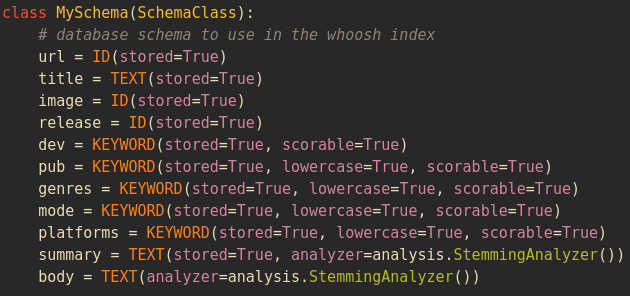 class MySchema(SchemaClass):
    # database schema to use in the whoosh index
    url = ID(stored=True)
    title = TEXT(stored=True)
    image = ID(stored=True)
    release = ID(stored=True)
    dev = KEYWORD(stored=True, scorable=True)
    pub = KEYWORD(stored=True, lowercase=True, scorable=True)
    genres = KEYWORD(stored=True, lowercase=True, scorable=True)
    mode = KEYWORD(stored=True, lowercase=True, scorable=True)
    platforms = KEYWORD(stored=True, lowercase=True, scorable=True)
    summary = TEXT(stored=True, analyzer=analysis.StemmingAnalyzer())
    body = TEXT(analyzer=analysis.StemmingAnalyzer())